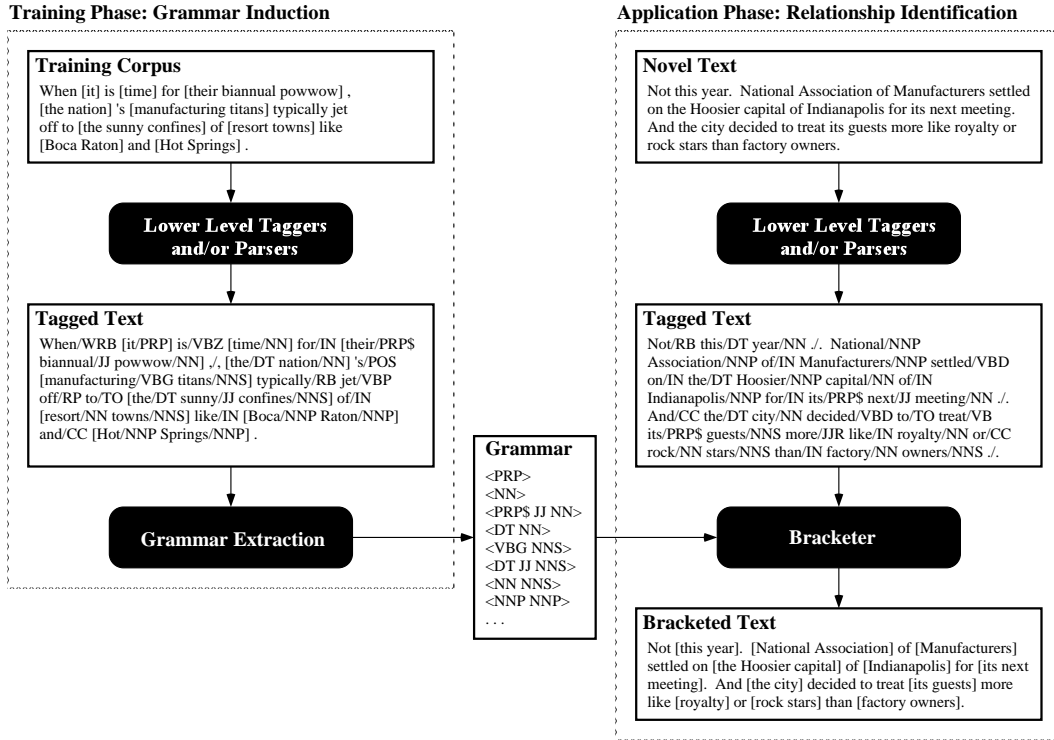 Training Phase: Grammar Induction
Training Corpus
When [it] is [time] for [their biannual powwow] ,
[the nation] 's [manufacturing titans] typically jet
off to [the sunny confines] of [resort towns] like
[Boca Raton] and [Hot Springs] .
Lower Level Taggers
and/or Parsers
Tagged Text
When/WRB [it/PRP] is/VBZ [time/NN] for/IN [their/PRP$
biannual/JJ powwow/NN] ,/, [the/DT nation/NN] 's/POS
[manufacturing/VBG titans/NNS] typically/RB jet/VBP
off/RP to/TO [the/DT sunny/JJ confines/NNS] of/IN
[resort/NN towns/NNS] like/IN [Boca/NNP Raton/NNP]
and/CC [Hot/NNP Springs/NNP] .
Grammar Extraction
Grammar
<PRP>
<NN>
<PRP$ JJ NN>
<DT NN>
<VBG NNS>
<DT JJ NNS>
<NN NNS>
<NNP NNP>
. . .
Application Phase: Relationship Identification
Novel Text
Not this year.  National Association of Manufacturers settled
on the Hoosier capital of Indianapolis for its next meeting.
And the city decided to treat its guests more like royalty or
rock stars than factory owners.
Lower Level Taggers
and/or Parsers
Tagged Text
Not/RB this/DT year/NN ./.  National/NNP
Association/NNP of/IN Manufacturers/NNP settled/VBD
on/IN the/DT Hoosier/NNP capital/NN of/IN
Indianapolis/NNP for/IN its/PRP$ next/JJ meeting/NN ./.
And/CC the/DT city/NN decided/VBD to/TO treat/VB
its/PRP$ guests/NNS more/JJR like/IN royalty/NN or/CC
rock/NN stars/NNS than/IN factory/NN owners/NNS ./.
Bracketer
Bracketed Text
Not [this year].  [National Association] of [Manufacturers]
settled on [the Hoosier capital] of [Indianapolis] for [its next
meeting].  And [the city] decided to treat [its guests] more
like [royalty] or [rock stars] than [factory owners].